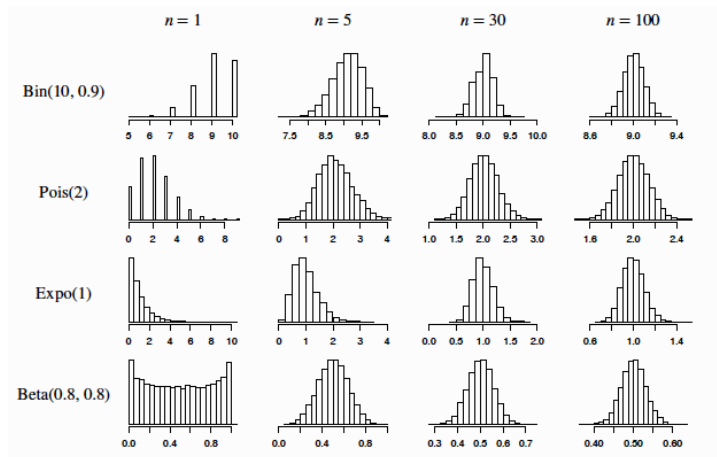 n = 1 n = 5 n = 30 n = 100
Bin(10, 0.9)
5 6 7 8 9 10 7.5 8.5 9.5 8.0 8.5 9.0 9.5 10.0 8.6 9.0 9.4
Pois(2)
0 2 4 6 8 0 1 2 3 4 1.0 1.5 2.0 2.5 3.0 1.6 2.0 2.4
Expo(1)
0 2 4 6 8 10 0 1 2 3 4 0.0 0.5 1.0 1.5 2.0 0.6 1.0 1.4
Beta(0.8, 0.8)
0.0 0.4 0.8 0.0 0.4 0.8 0.3 0.4 0.5 0.6 0.7 0.40 0.50 0.60